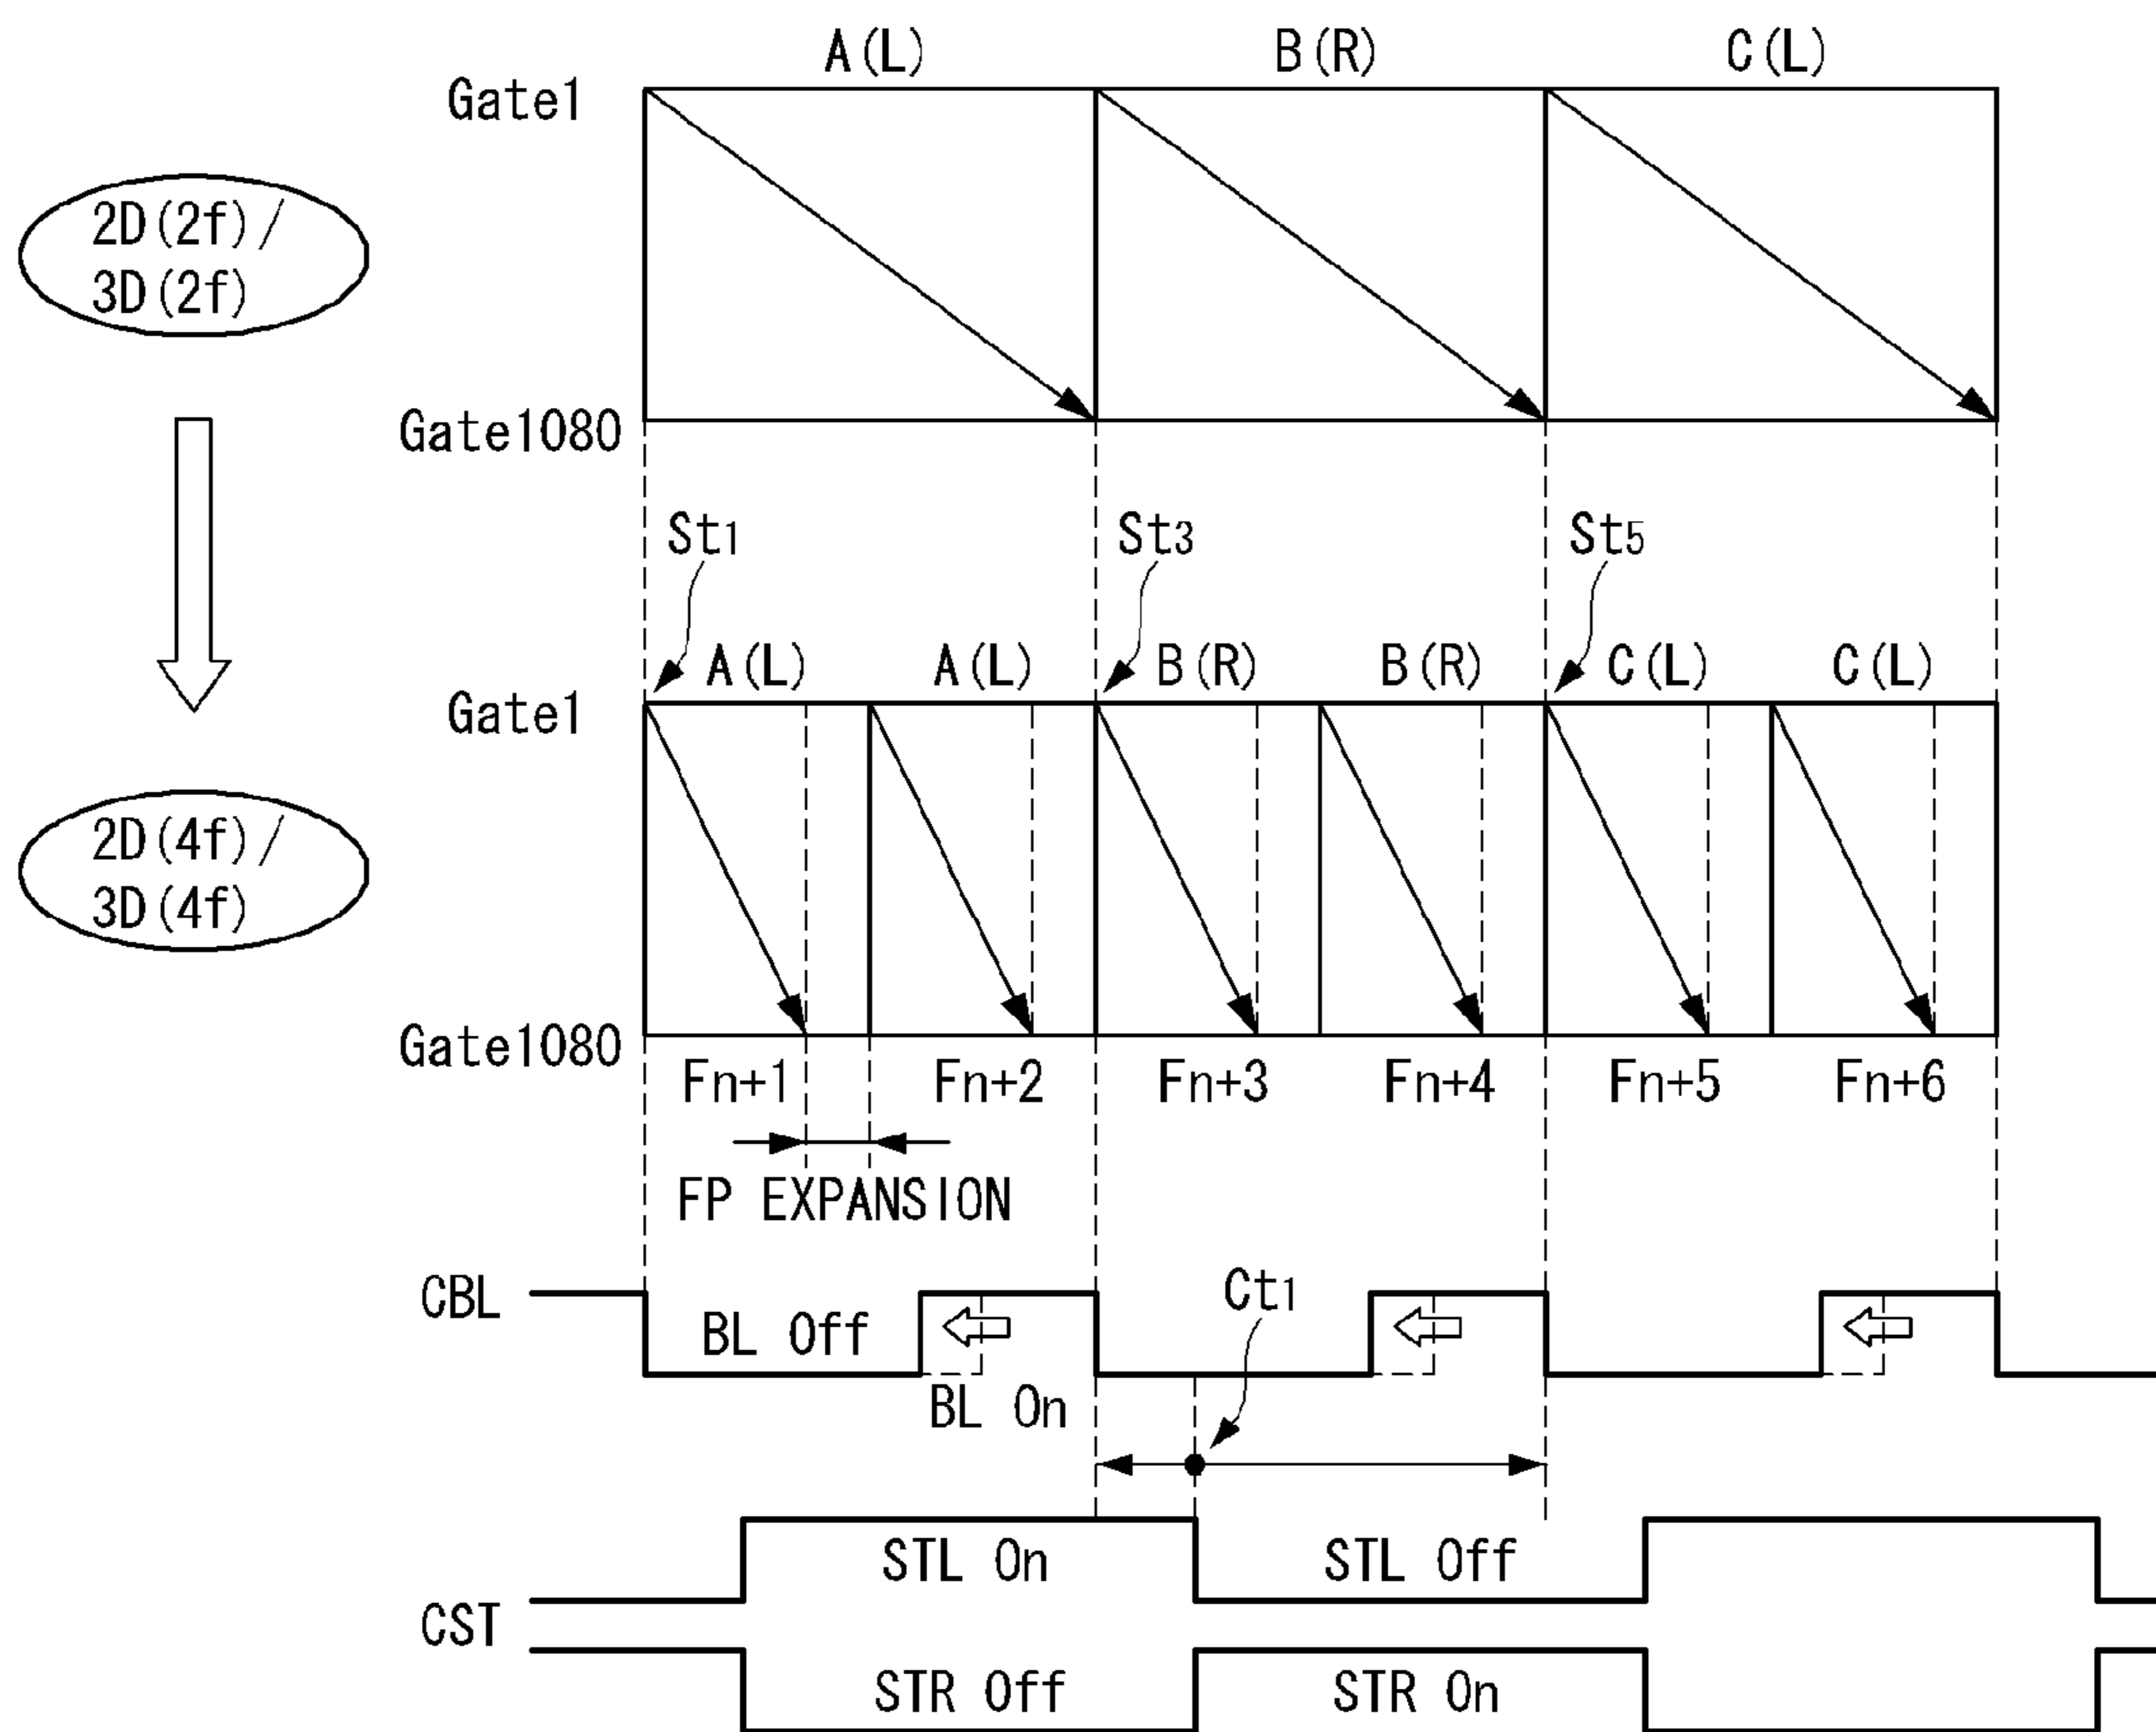 A(L) B(R) C(L)
Gate1
2D(2f)/
3D(2f)
Gate1080
St1 St3 St5
A(L) A(L) B(R) B(R) C(L) C(L)
Gate1
2D(4f)/
3D(4f)
Gate1080
Fn+1 Fn+2 Fn+3 Fn+4 Fn+5 Fn+6
FP EXPANSION
CBL
Ct1
BL Off
BL On
STL On STL Off
CST
STR Off STR On